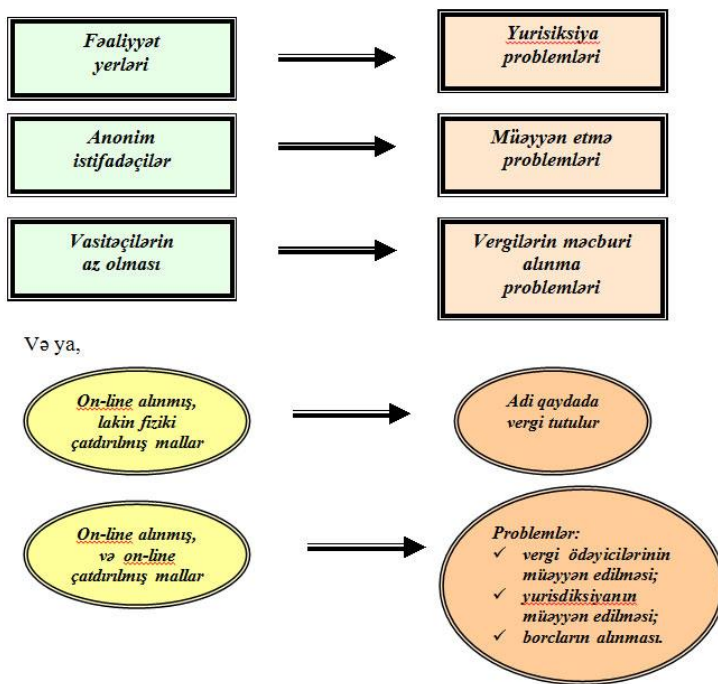 Fəaliyyət
yerləri
Yurisiksiya
problemləri
Anonim
istifadəçilər
Müəyyən etmə
problemləri
Vasitəçilərin
az olması
Vergilərin məcburi
alınma
problemləri
Və ya,
On-line alınmış,
lakin fiziki
çatdırılmış mallar
Adi qaydada
vergi tutulur
On-line alınmış,
və on-line
çatdırılmış mallar
Problemlər:
✓ vergi ödəyicilərinin
müəyyən edilməsi;
✓ yurisdiksiyanın
müəyyən edilməsi;
✓ borcların alınması.